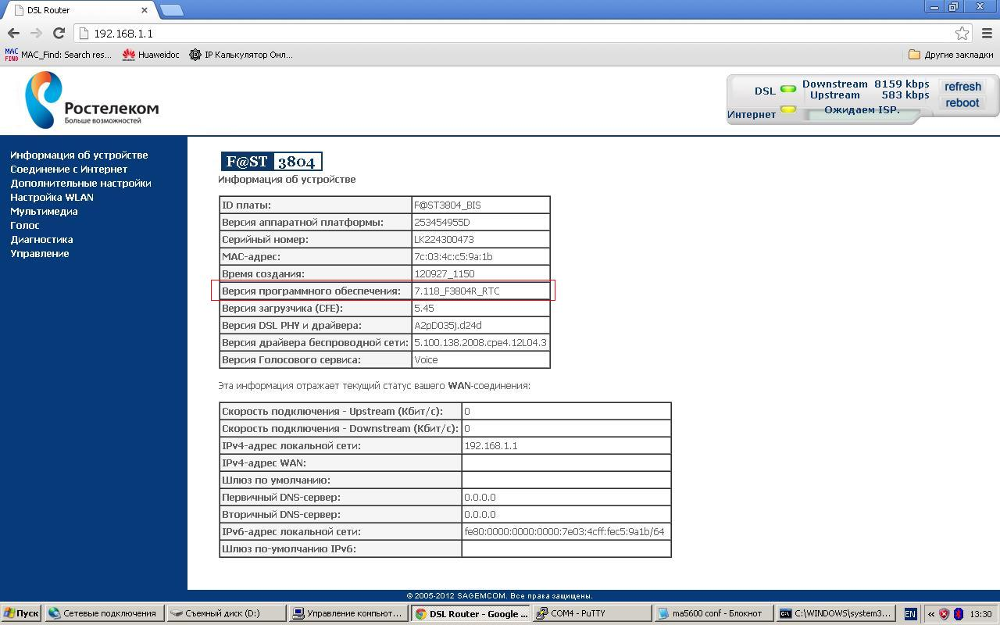 DSL Router
192.168.1.1
MAC FIND MAC_Find: Search res... Huaweidoc IP Калькулятор Онл... Другие закладки
Ростелеком
Больше возможностей
DSL Downstream 8159 kbps
Upstream 583 kbps
Интернет Ожидаем ISP.
refresh
reboot
Информация об устройстве
Соединение с Интернет
Дополнительные настройки
Настройка WLAN
Мультимедиа
Голос
Диагностика
Управление
F@ST 3804
Информация об устройстве
ID платы: F@ST3804_BIS
Версия аппаратной платформы: 253454955D
Серийный номер: LK224300473
MAC-адрес: 7c:03:4c:c5:9a:1b
Время создания: 120927_1150
Версия программного обеспечения: 7.118_F3804R_RTC
Версия загрузчика (CFE): 5.45
Версия DSL PHY и драйвера: A2pD035j.d24d
Версия драйвера беспроводной сети: 5.100.138.2008.cpe4.12L04.3
Версия Голосового сервиса: Voice
Эта информация отражает текущий статус вашего WAN-соединения:
Скорость подключения - Upstream (Кбит/с): 0
Скорость подключения - Downstream (Кбит/с): 0
IPv4-адрес локальной сети: 192.168.1.1
IPv4-адрес WAN:
Шлюз по умолчанию:
Первичный DNS-сервер: 0.0.0.0
Вторичный DNS-сервер: 0.0.0.0
IPv6-адрес локальной сети: fe80:0000:0000:0000:7e03:4cff:fec5:9a1b/64
Шлюз по-умолчанию IPv6:
© 2005-2012 SAGEMCOM. Все права защищены.
Пуск Сетевые подключения Съемный диск (D:) Управление компьют... DSL Router - Google ... COM4 - PuTTY ma5600 conf - Блокнот C:\WINDOWS\system3... EN « 13:30